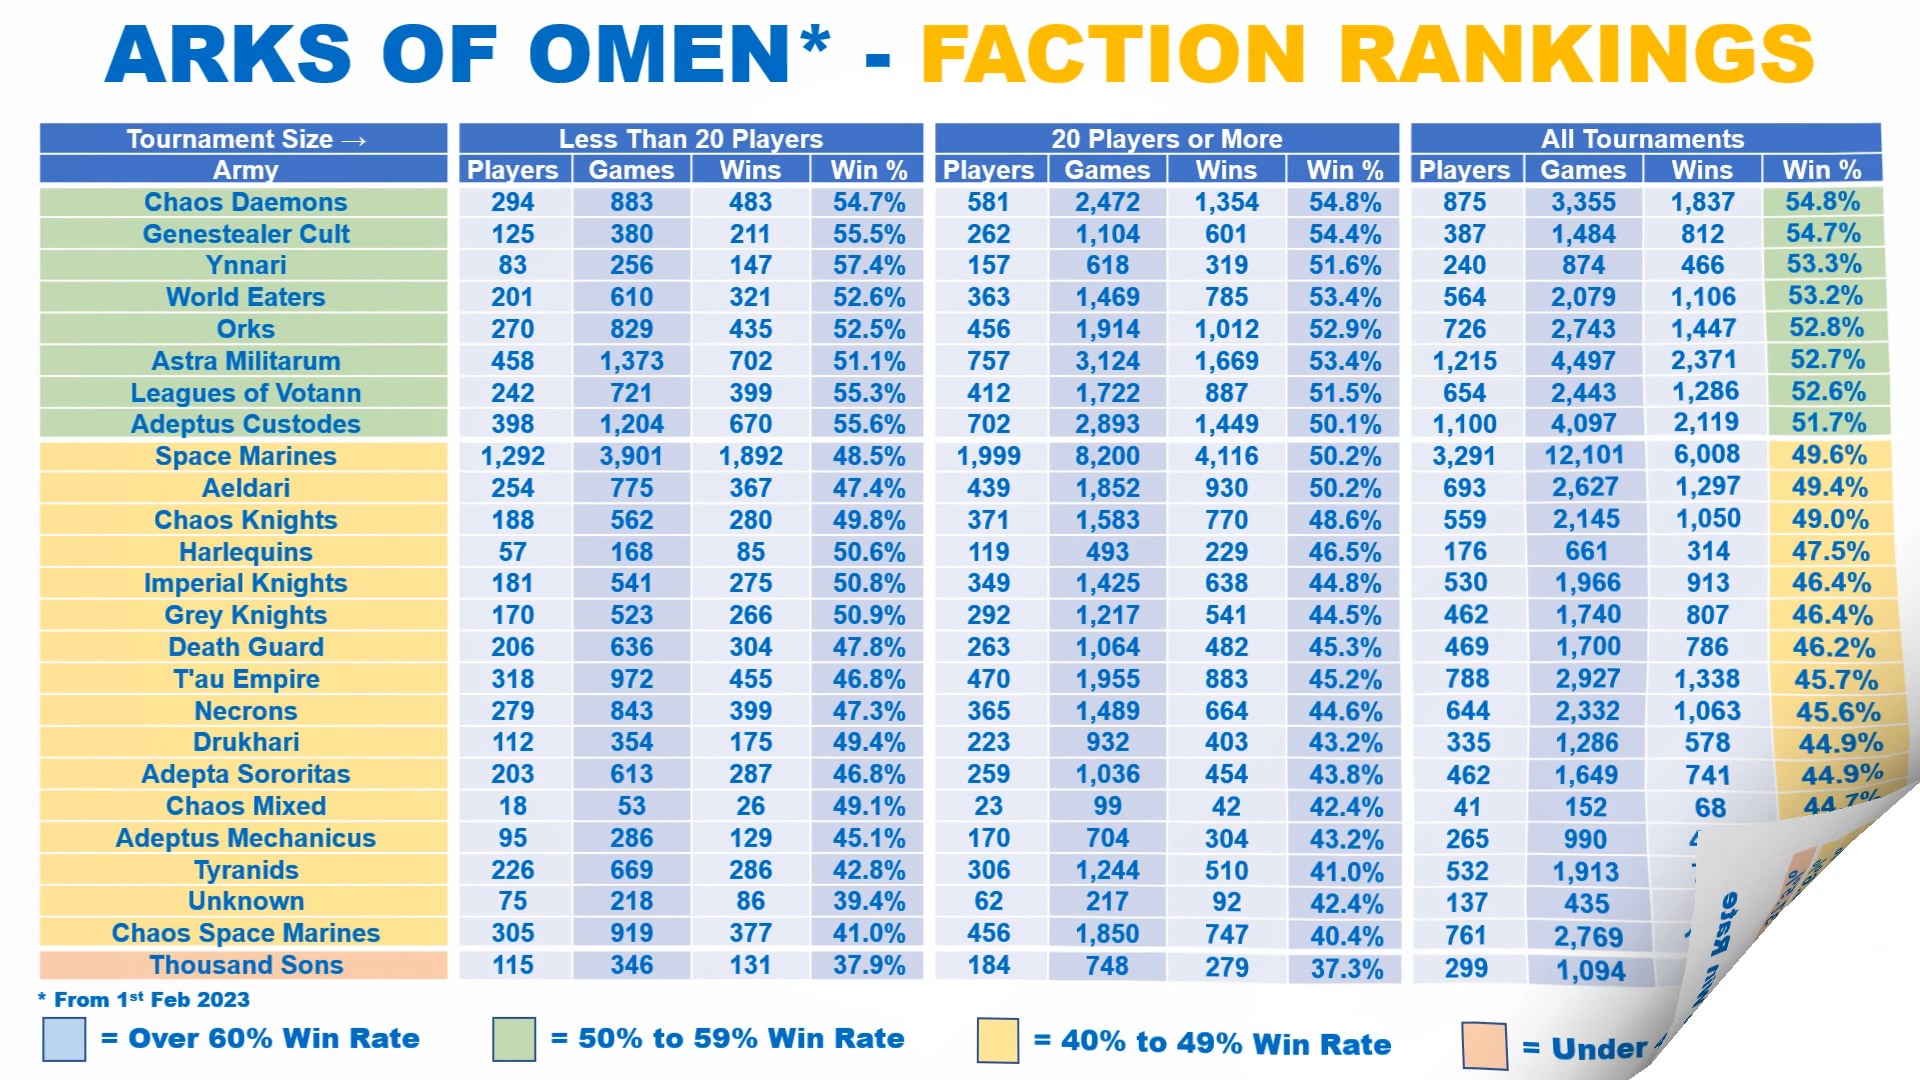 ARKS OF OMEN* - FACTION RANKINGS
Tournament Size → Less Than 20 Players 20 Players or More All Tournaments
Army Players Games Wins Win % Players Games Wins Win % Players Games Wins Win %
Chaos Daemons 294 883 483 54.7% 581 2,472 1,354 54.8% 875 3,355 1,837 54.8%
Genestealer Cult 125 380 211 55.5% 262 1,104 601 54.4% 387 1,484 812 54.7%
Ynnari 83 256 147 57.4% 157 618 319 51.6% 240 874 466 53.3%
World Eaters 201 610 321 52.6% 363 1,469 785 53.4% 564 2,079 1,106 53.2%
Orks 270 829 435 52.5% 456 1,914 1,012 52.9% 726 2,743 1,447 52.8%
Astra Militarum 458 1,373 702 51.1% 757 3,124 1,669 53.4% 1,215 4,497 2,371 52.7%
Leagues of Votann 242 721 399 55.3% 412 1,722 887 51.5% 654 2,443 1,286 52.6%
Adeptus Custodes 398 1,204 670 55.6% 702 2,893 1,449 50.1% 1,100 4,097 2,119 51.7%
Space Marines 1,292 3,901 1,892 48.5% 1,999 8,200 4,116 50.2% 3,291 12,101 6,008 49.6%
Aeldari 254 775 367 47.4% 439 1,852 930 50.2% 693 2,627 1,297 49.4%
Chaos Knights 188 562 280 49.8% 371 1,583 770 48.6% 559 2,145 1,050 49.0%
Harlequins 57 168 85 50.6% 119 493 229 46.5% 176 661 314 47.5%
Imperial Knights 181 541 275 50.8% 349 1,425 638 44.8% 530 1,966 913 46.4%
Grey Knights 170 523 266 50.9% 292 1,217 541 44.5% 462 1,740 807 46.4%
Death Guard 206 636 304 47.8% 263 1,064 482 45.3% 469 1,700 786 46.2%
T'au Empire 318 972 455 46.8% 470 1,955 883 45.2% 788 2,927 1,338 45.7%
Necrons 279 843 399 47.3% 365 1,489 664 44.6% 644 2,332 1,063 45.6%
Drukhari 112 354 175 49.4% 223 932 403 43.2% 335 1,286 578 44.9%
Adepta Sororitas 203 613 287 46.8% 259 1,036 454 43.8% 462 1,649 741 44.9%
Chaos Mixed 18 53 26 49.1% 23 99 42 42.4% 41 152 68 44.7%
Adeptus Mechanicus 95 286 129 45.1% 170 704 304 43.2% 265 990
Tyranids 226 669 286 42.8% 306 1,244 510 41.0% 532 1,913
Unknown 75 218 86 39.4% 62 217 92 42.4% 137 435
Chaos Space Marines 305 919 377 41.0% 456 1,850 747 40.4% 761 2,769
Thousand Sons 115 346 131 37.9% 184 748 279 37.3% 299 1,094
* From 1st Feb 2023
= Over 60% Win Rate = 50% to 59% Win Rate = 40% to 49% Win Rate = Under